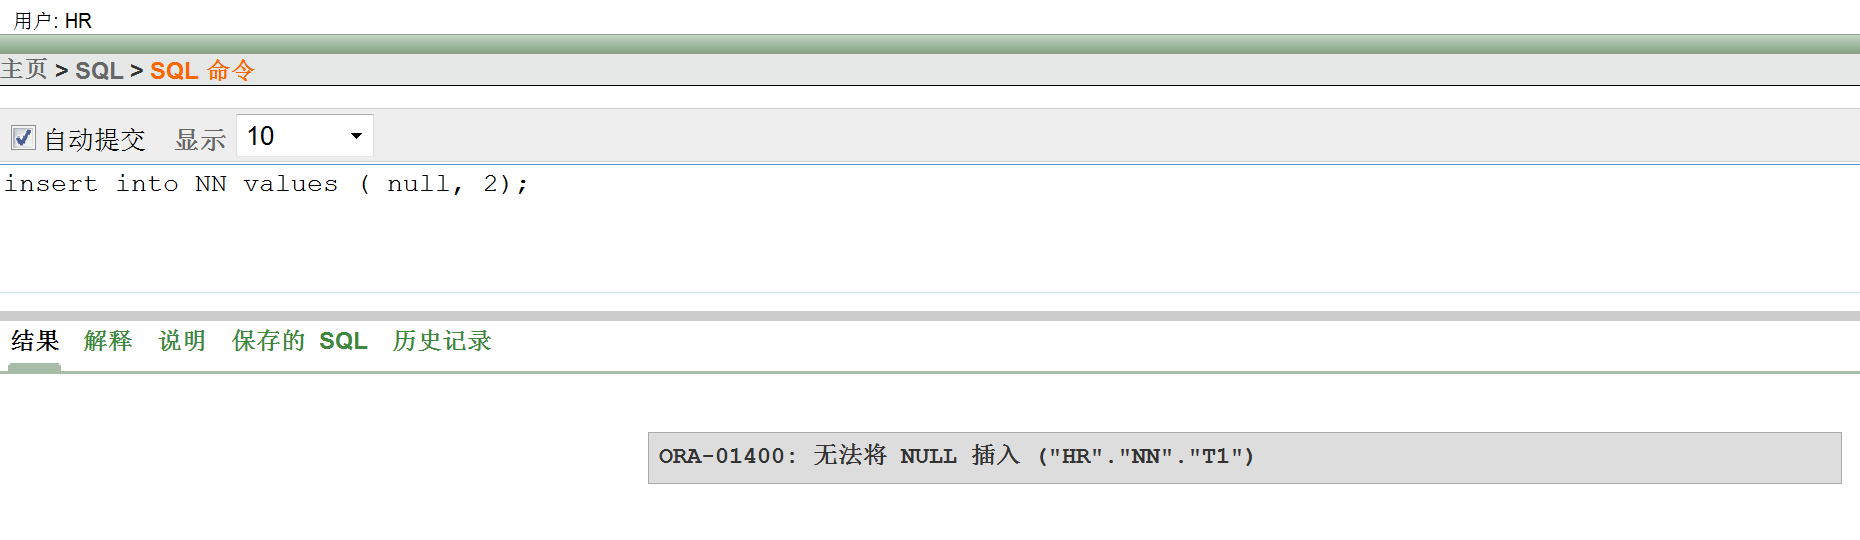 用户: HR
主页 > SQL > SQL 命令
自动提交 显示 10
insert into NN values ( null, 2);
结果 解释 说明 保存的 SQL 历史记录
ORA-01400: 无法将 NULL 插入 ("HR"."NN"."T1")